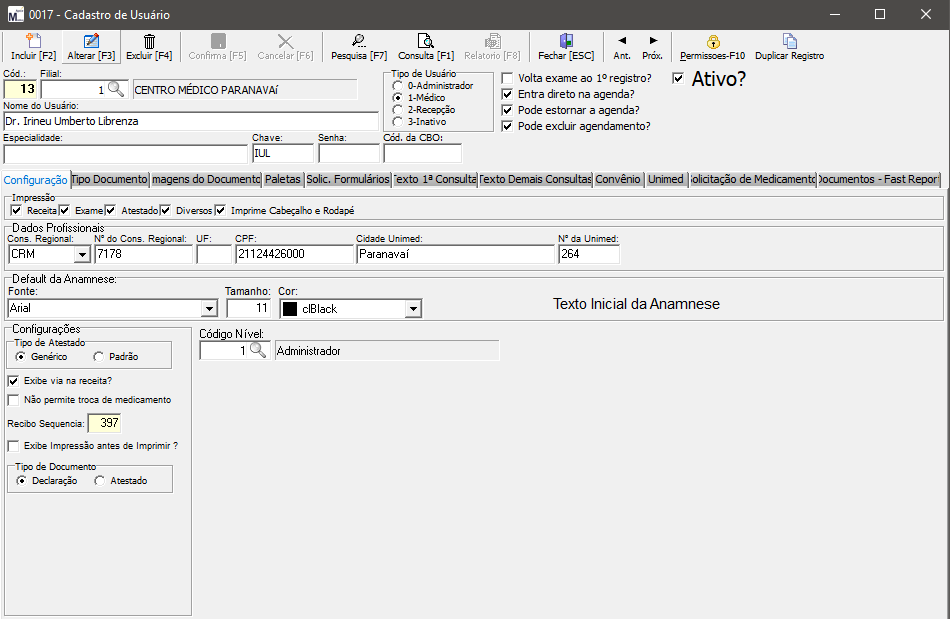 0017 - Cadastro de Usuário
Incluir [F2] Alterar [F3] Excluir [F4] Confirma [F5] Cancelar [F6] Pesquisa [F7] Consulta [F1] Relatorio [F8] Fechar [ESC] Ant. Próx. Permissoes-F10 Duplicar Registro
Cód.: Filial:
13 1 CENTRO MÉDICO PARANAVAí
Nome do Usuário:
Dr. Irineu Umberto Librenza
Especialidade: Chave: Senha: Cód. da CBO:
IUL
Tipo de Usuário
0-Administrador
1-Médico
2-Recepção
3-Inativo
Volta exame ao 1º registro?
Entra direto na agenda?
Pode estornar a agenda?
Pode excluir agendamento?
Ativo?
Configuração Tipo Documento magens do Documento Paletas Solic. Formulários Texto 1ª Consulta Texto Demais Consultas Convênio Unimed olicitação de Medicamento Documentos - Fast Report
Impressão
Receita Exame Atestado Diversos Imprime Cabeçalho e Rodapé
Dados Profissionais
Cons. Regional: Nº do Cons. Regional: UF: CPF: Cidade Unimed: Nº da Unimed:
CRM 7178 21124426000 Paranavaí 264
Default da Anamnese:
Fonte: Tamanho: Cor:
Arial 11 clBlack Texto Inicial da Anamnese
Configurações
Tipo de Atestado
Genérico Padrão
Exibe via na receita?
Não permite troca de medicamento
Recibo Sequencia: 397
Exibe Impressão antes de Imprimir ?
Tipo de Documento
Declaração Atestado
Código Nível:
1 Administrador